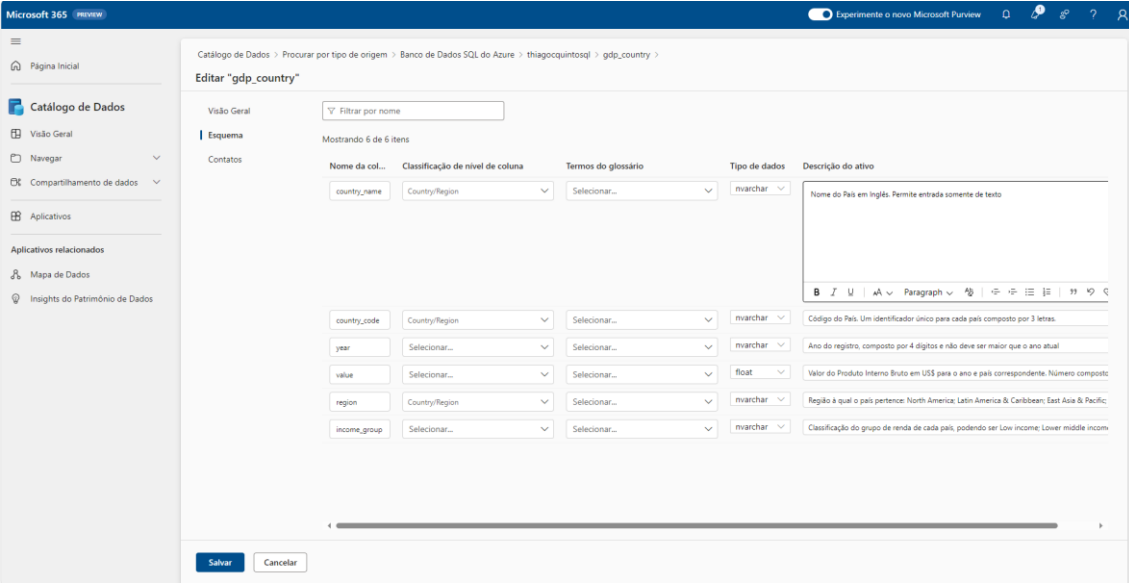 Microsoft 365 PREVIEW
Experimente o novo Microsoft Purview
1
?
Página Inicial
Catálogo de Dados
Visão Geral
Navegar
Compartilhamento de dados
Aplicativos
Aplicativos relacionados
Mapa de Dados
Insights do Patrimônio de Dados
Catálogo de Dados > Procurar por tipo de origem > Banco de Dados SQL do Azure > thiagocquintosql > gdp_country >
Editar "gdp_country"
Visão Geral
Esquema
Contatos
Filtrar por nome
Mostrando 6 de 6 itens
Nome da col... Classificação de nível de coluna Termos do glossário Tipo de dados Descrição do ativo
country_name Country/Region Selecionar... nvarchar Nome do País em Inglês. Permite entrada somente de texto
B I U A Paragraph
country_code Country/Region Selecionar... nvarchar Código do País. Um identificador único para cada país composto por 3 letras.
year Selecionar... Selecionar... nvarchar Ano do registro, composto por 4 dígitos e não deve ser maior que o ano atual
value Selecionar... Selecionar... float Valor do Produto Interno Bruto em US$ para o ano e país correspondente. Número composto
region Country/Region Selecionar... nvarchar Região à qual o país pertence: North America; Latin America & Caribbean; East Asia & Pacific;
income_group Selecionar... Selecionar... nvarchar Classificação do grupo de renda de cada país, podendo ser Low income; Lower middle incom
Salvar Cancelar